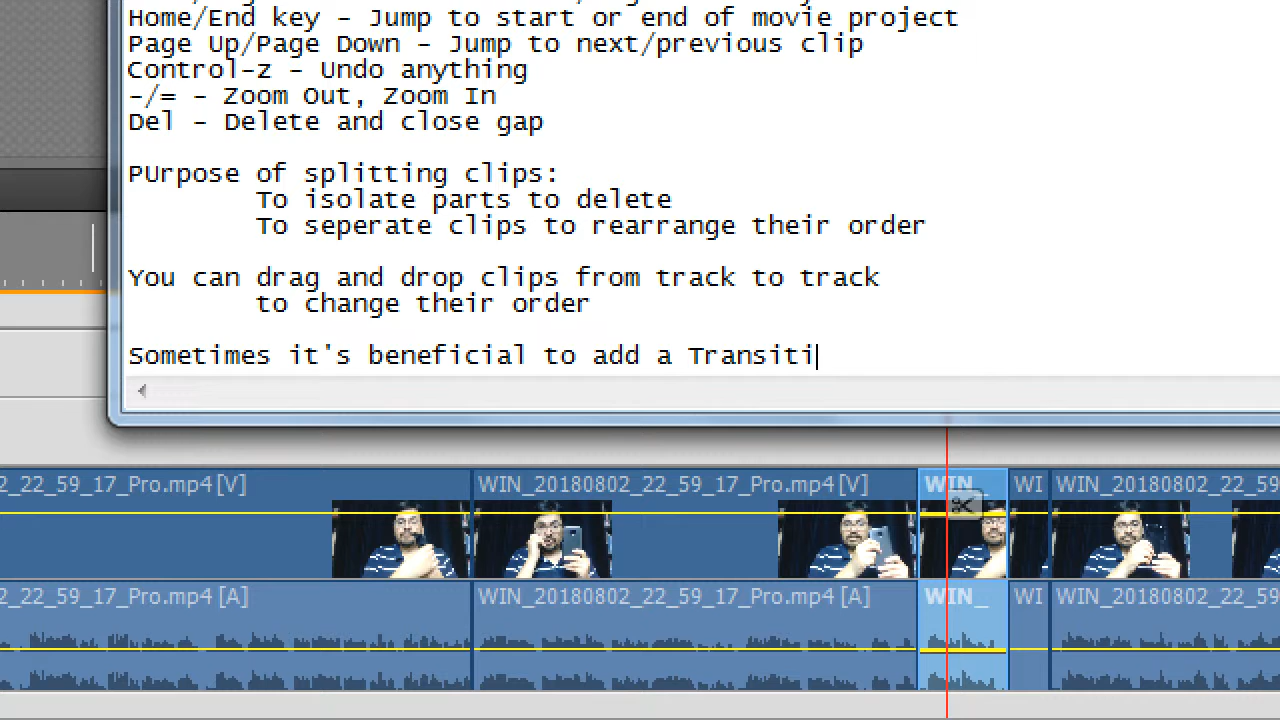 Home/End key - Jump to start or end of movie project
Page Up/Page Down - Jump to next/previous clip
Control-z - Undo anything
-/= - Zoom Out, Zoom In
Del - Delete and close gap
PUrpose of splitting clips:
To isolate parts to delete
To seperate clips to rearrange their order
You can drag and drop clips from track to track
to change their order
Sometimes it's beneficial to add a Transiti
2_22_59_17_Pro.mp4 [V] WIN_20180802_22_59_17_Pro.mp4 [V] WIN_ WI WIN_20180802_22_59_17_Pro.mp4
2_22_59_17_Pro.mp4 [A] WIN_20180802_22_59_17_Pro.mp4 [A] WIN_ WI WIN_20180802_22_59_17_Pro.mp4